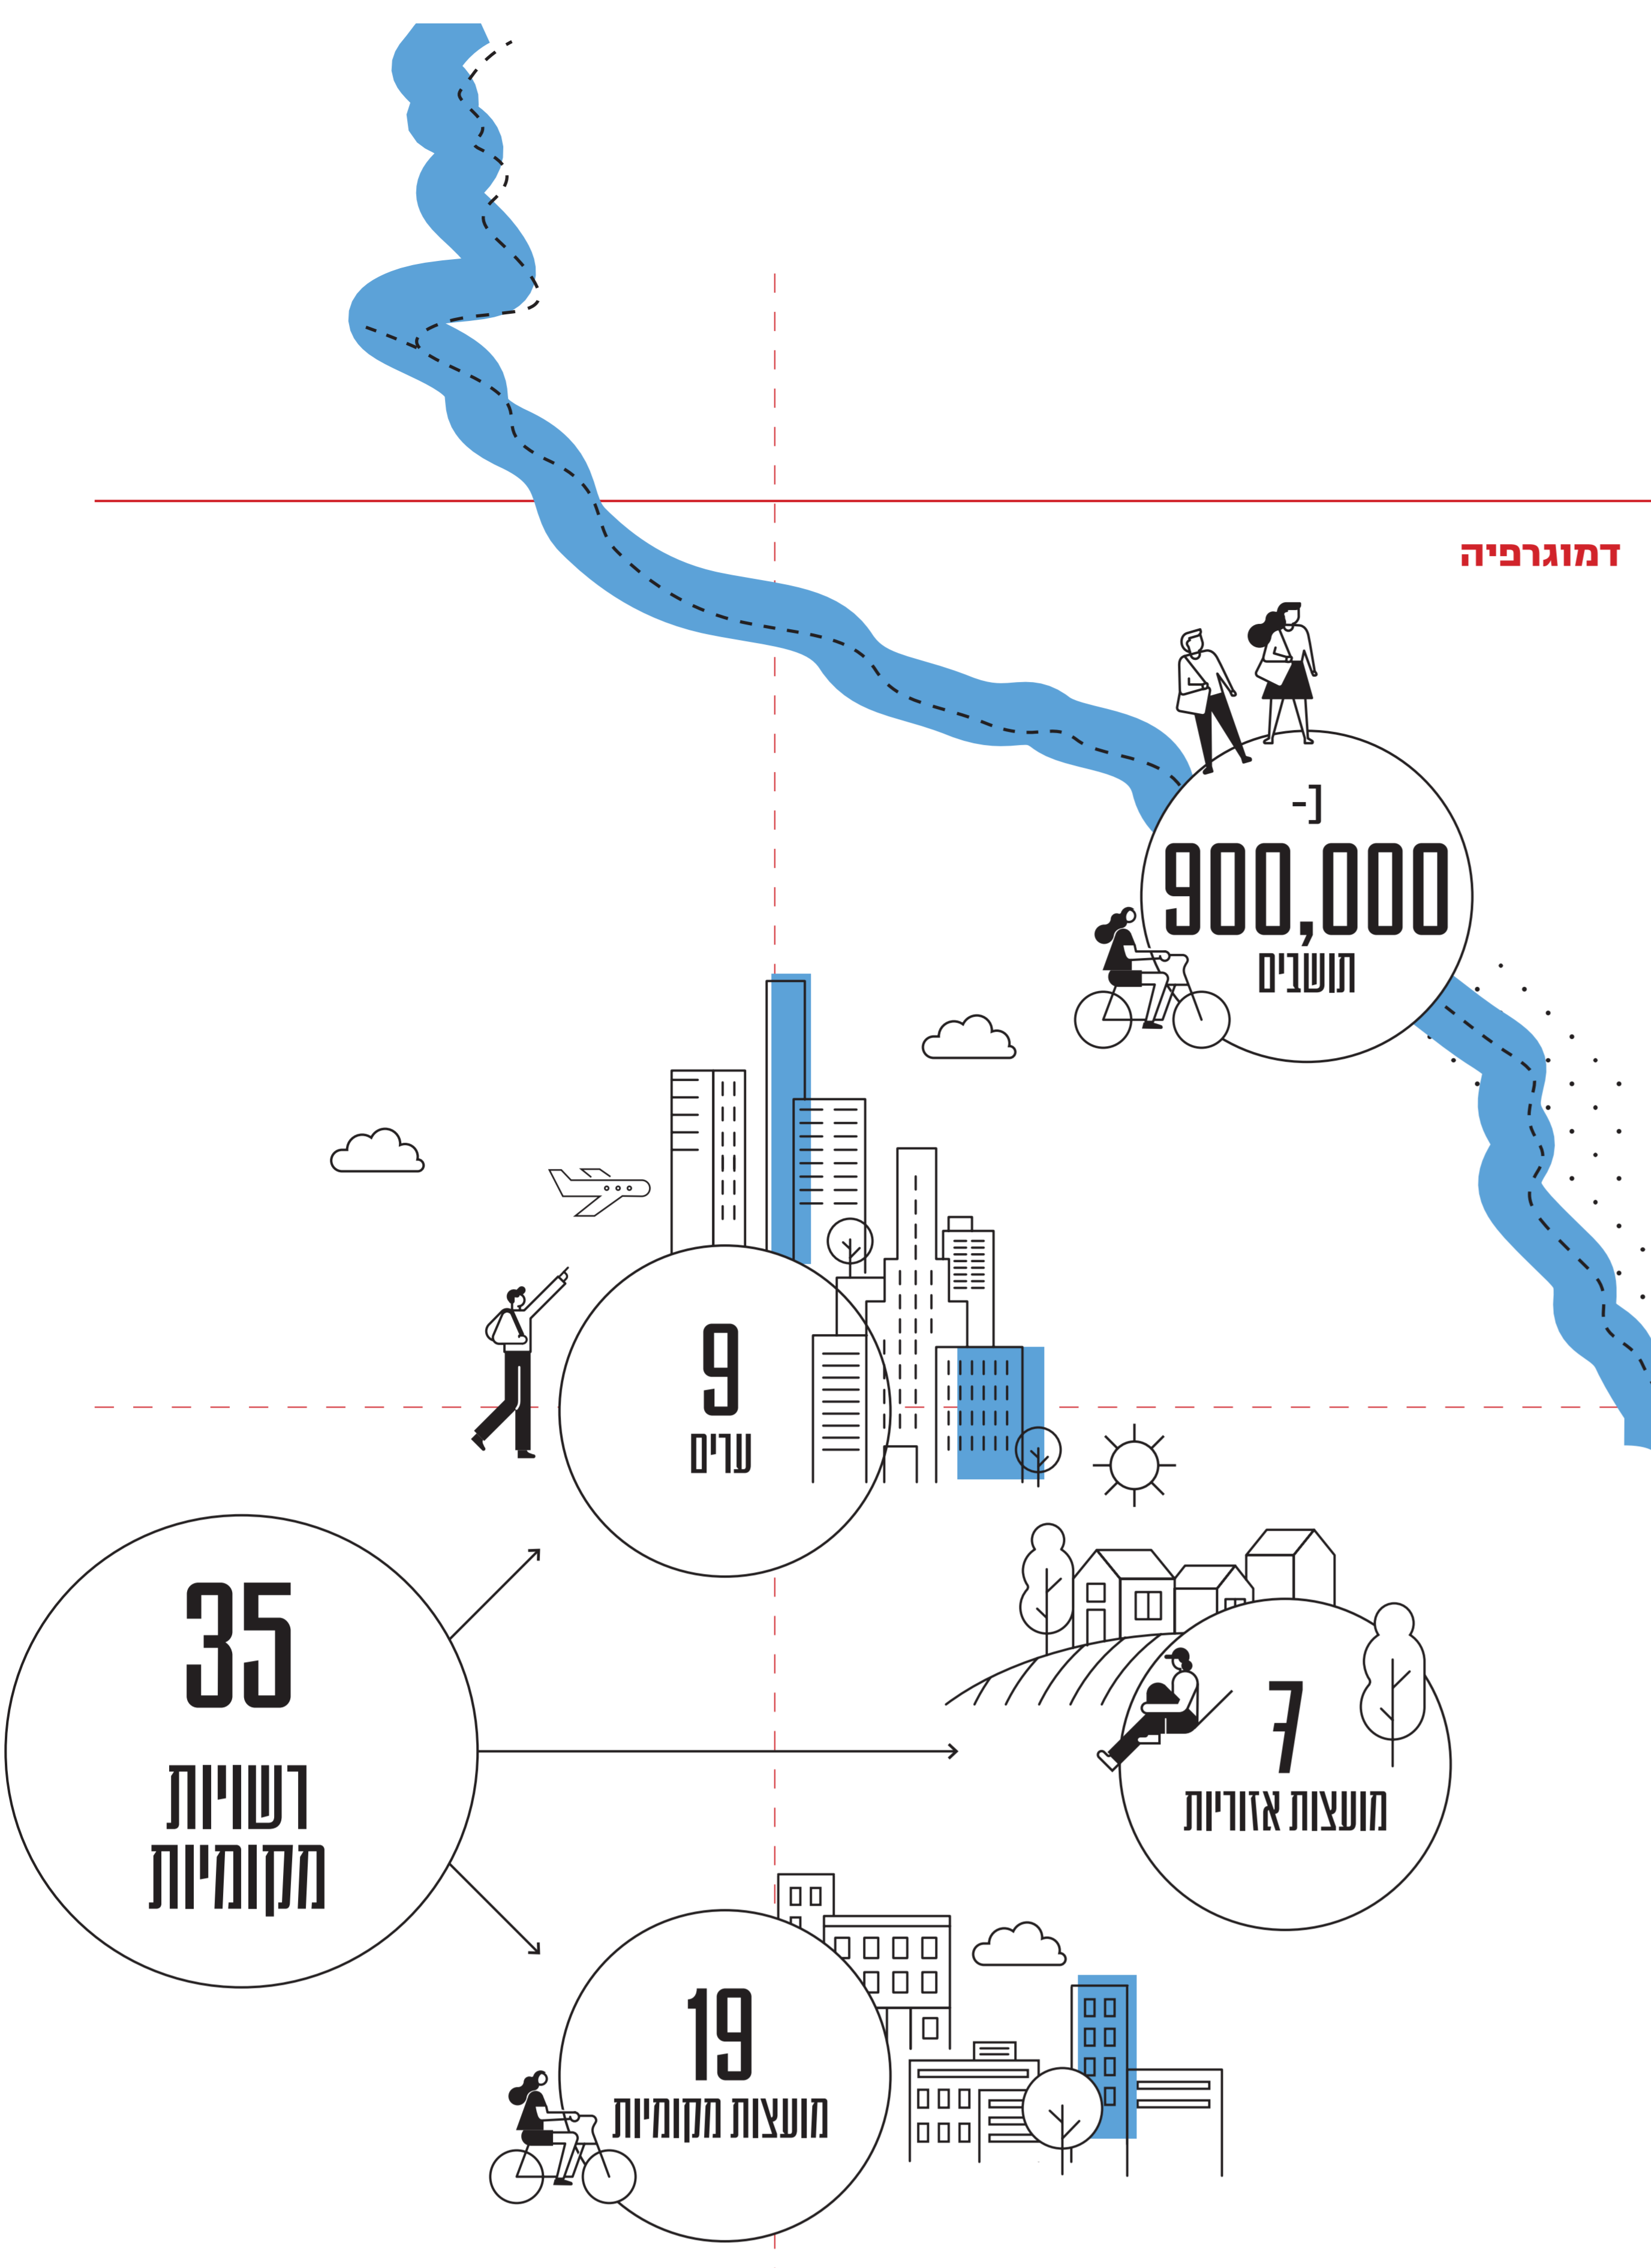 דמוגרפיה
כ-
900,000
תושבים
9
ערים
35
רשויות
מקומיות
7
מועצות אזוריות
19
מועצות מקומיות